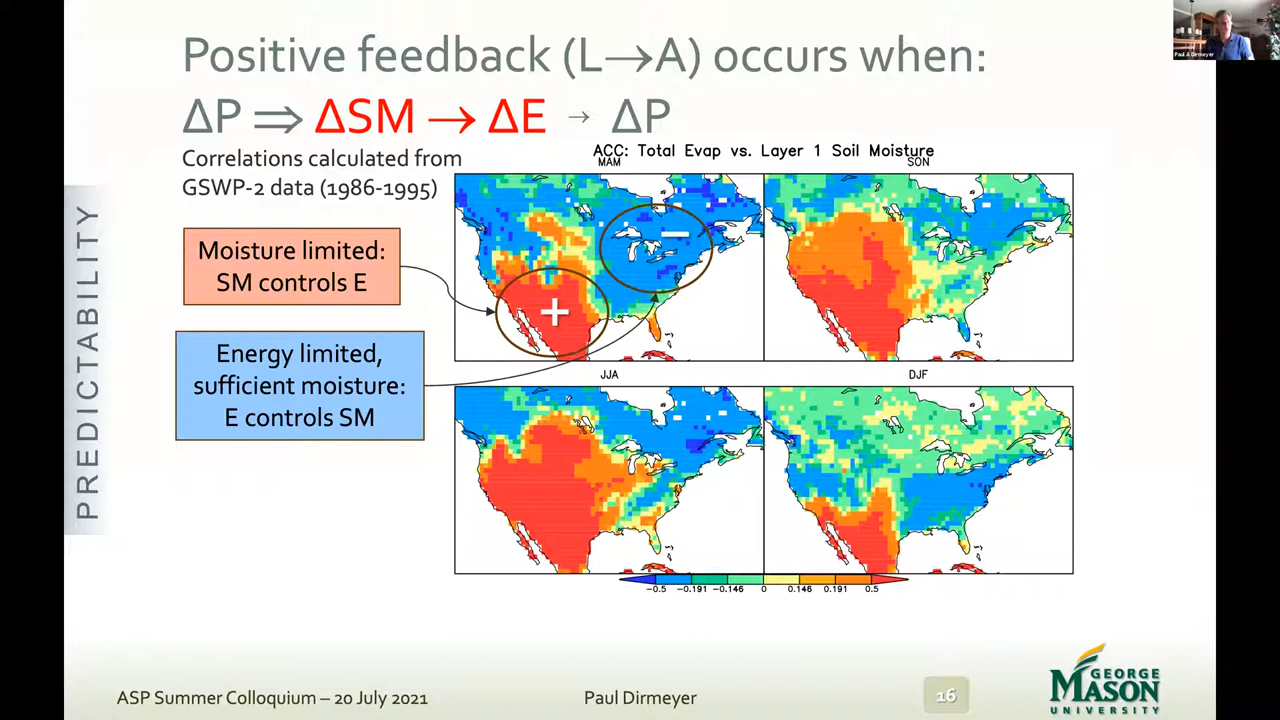 Positive feedback (L→A) occurs when:
ΔP ⇒ ΔSM → ΔE → ΔP
Correlations calculated from
GSWP-2 data (1986-1995)
ACC: Total Evap vs. Layer 1 Soil Moisture
MAM
SON
Moisture limited:
SM controls E
Energy limited,
sufficient moisture:
E controls SM
+
−
JJA
DJF
-0.5 -0.191 -0.146 0 0.146 0.191 0.5
PREDICTABILITY
ASP Summer Colloquium – 20 July 2021
Paul Dirmeyer
16
GEORGE
MASON
UNIVERSITY
Paul A Dirmeyer